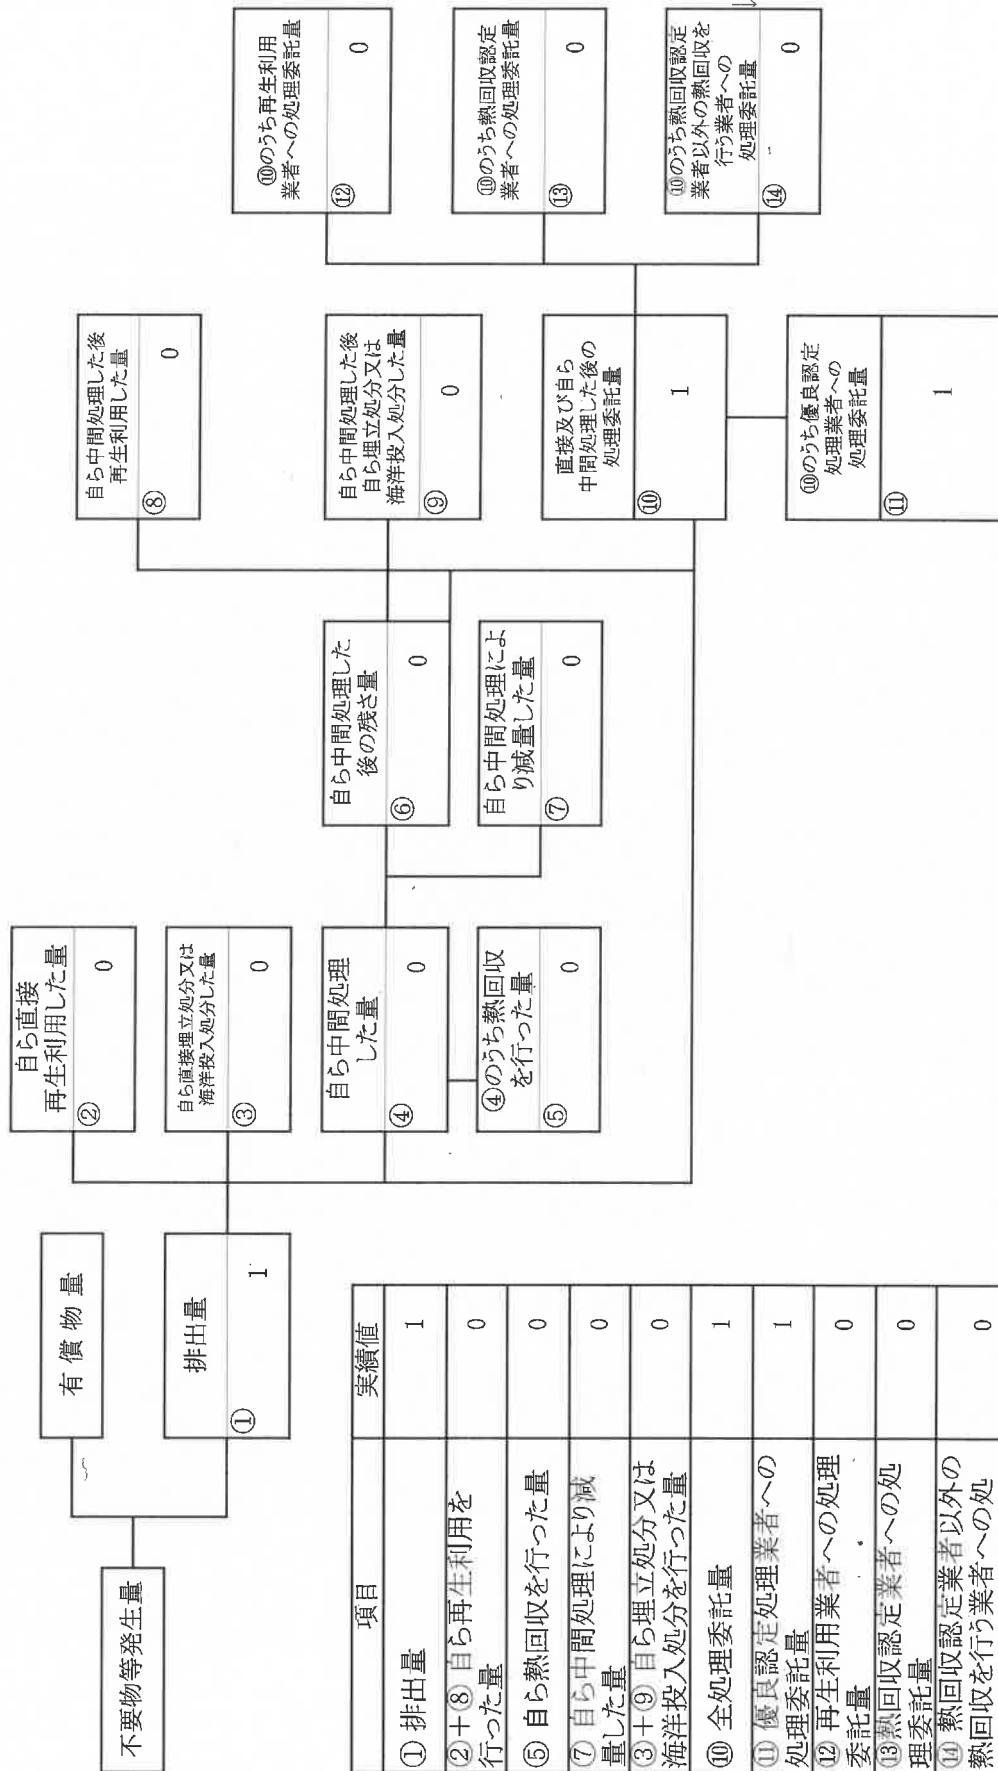 不要物等発生量
有償物量
排出量
①
1
自ら直接
再生利用した量
②
0
自ら直接埋立処分又は
海洋投入処分した量
③
0
自ら中間処理
した量
④
0
④のうち熱回収
を行った量
⑤
0
自ら中間処理した
後の残さ量
⑥
0
自ら中間処理によ
り減量した量
⑦
0
自ら中間処理した後
再生利用した量
⑧
0
自ら中間処理した後
自ら埋立処分又は
海洋投入処分した量
⑨
0
直接及び自ら
中間処理した後の
処理委託量
⑩
1
⑩のうち優良認定
処理業者への
処理委託量
⑪
1
⑩のうち再生利用
業者への処理委託量
⑫
0
⑩のうち熱回収認定
業者への処理委託量
⑬
0
⑩のうち熱回収認定
業者以外の熱回収を
行う業者への
処理委託量
⑭
0
項目 実績値
①排出量 1
②+⑧自ら再生利用を
行った量 0
⑤自ら熱回収を行った量 0
⑦自ら中間処理により減
量した量 0
③+⑨自ら埋立処分又は
海洋投入処分を行った量 0
⑩全処理委託量 1
⑪優良認定処理業者への
処理委託量 1
⑫再生利用業者への処理
委託量 0
⑬熱回収認定業者への処
理委託量 0
⑭熱回収認定業者以外の
熱回収を行う業者への処 0